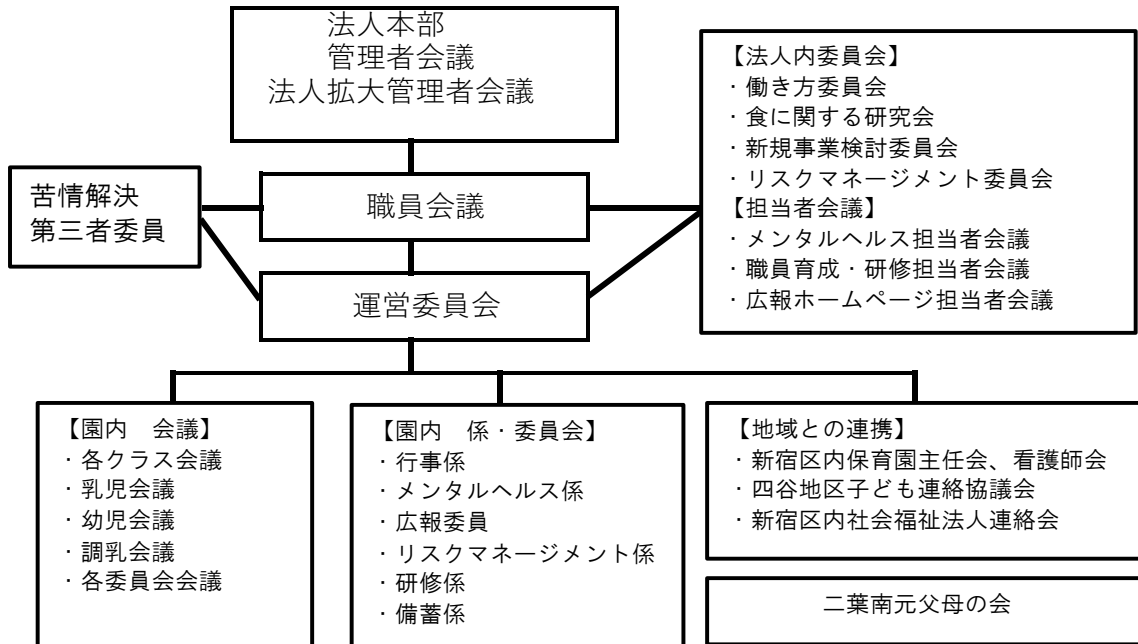 法人本部
管理者会議
法人拡大管理者会議
【法人内委員会】
・働き方委員会
・食に関する研究会
・新規事業検討委員会
・リスクマネージメント委員会
【担当者会議】
・メンタルヘルス担当者会議
・職員育成・研修担当者会議
・広報ホームページ担当者会議
苦情解決
第三者委員
職員会議
運営委員会
【園内　会議】
・各クラス会議
・乳児会議
・幼児会議
・調乳会議
・各委員会会議
【園内　係・委員会】
・行事係
・メンタルヘルス係
・広報委員
・リスクマネージメント係
・研修係
・備蓄係
【地域との連携】
・新宿区内保育園主任会、看護師会
・四谷地区子ども連絡協議会
・新宿区内社会福祉法人連絡会
二葉南元父母の会